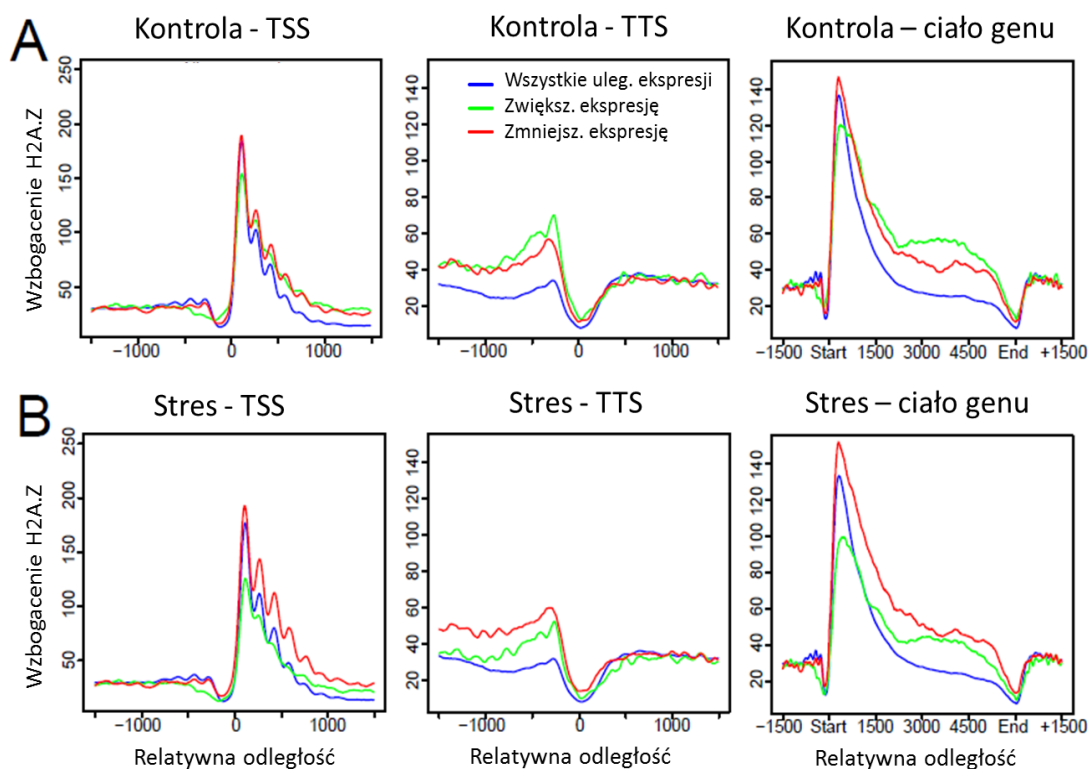 A
Kontrola - TSS
Kontrola - TTS
Kontrola – ciało genu
Wzbogacenie H2A.Z
250
200
150
100
50
−1000 0 1000
140
120
100
80
60
40
20
Wszystkie uleg. ekspresji
Zwiększ. ekspresję
Zmniejsz. ekspresję
−1000 −500 0 500 1000
140
120
100
80
60
40
20
−1500 Start 1500 3000 4500 End +1500
B
Stres - TSS
Stres - TTS
Stres – ciało genu
Wzbogacenie H2A.Z
250
200
150
100
50
−1000 0 1000
140
120
100
80
60
40
20
−1000 −500 0 500 1000
140
120
100
80
60
40
20
−1500 Start 1500 3000 4500 End +1500
Relatywna odległość
Relatywna odległość
Relatywna odległość